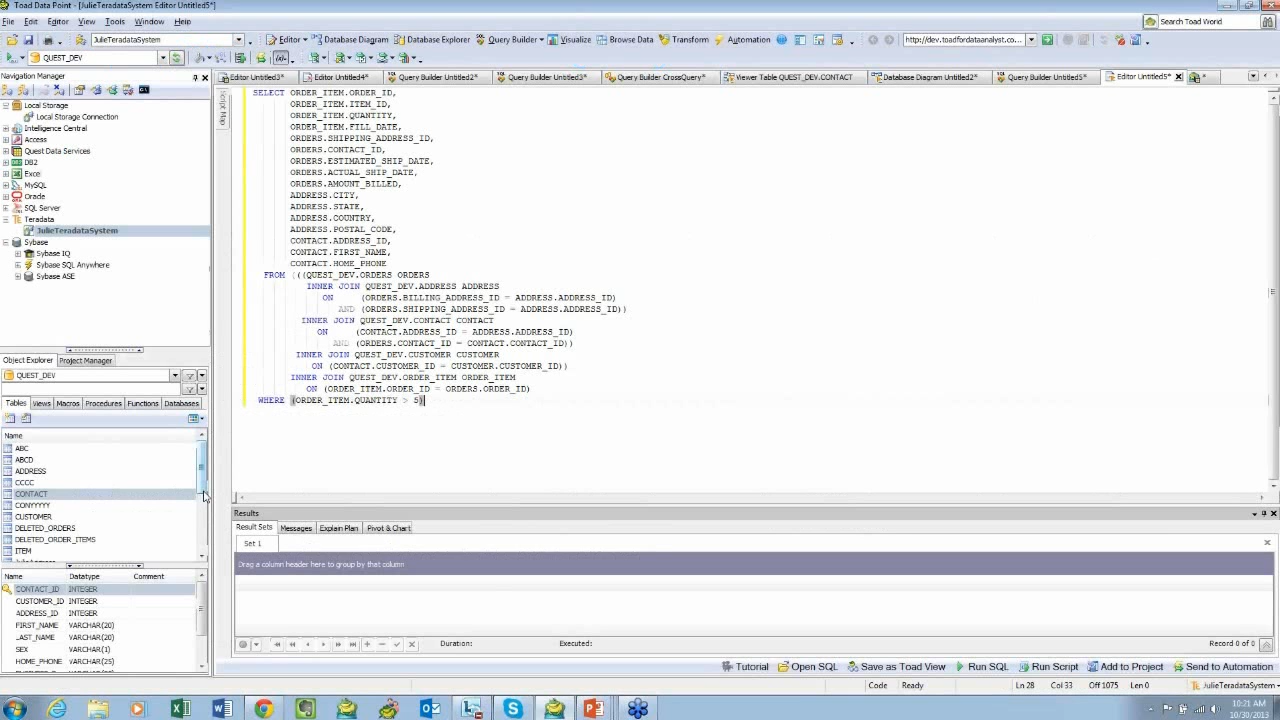 Toad Data Point - [JulieTeradataSystem Editor Untitled5*]
File Edit Editor View Tools Window Help
Search Toad World
JulieTeradataSystem
Editor Database Diagram Database Explorer Query Builder Visualize Browse Data Transform Automation http://dev.toadfordataanalyst.co...
QUEST_DEV
Navigation Manager
Editor Untitled3* Editor Untitled4* Query Builder Untitled2* Query Builder Untitled3* Query Builder CrossQuery* Viewer Table QUEST_DEV.CONTACT Database Diagram Untitled2* Query Builder Untitled5* Editor Untitled5*
Local Storage
Local Storage Connection
Intelligence Central
Access
Quest Data Services
DB2
Excel
MySQL
Oracle
SQL Server
Teradata
JulieTeradataSystem
Sybase
Sybase IQ
Sybase SQL Anywhere
Sybase ASE
Object Explorer Project Manager
QUEST_DEV
Tables Views Macros Procedures Functions Databases
Name
ABC
ABCD
ADDRESS
CCCC
CONTACT
CONYYYYY
CUSTOMER
DELETED_ORDERS
DELETED_ORDER_ITEMS
ITEM
Name Datatype Comment
CONTACT_ID INTEGER
CUSTOMER_ID INTEGER
ADDRESS_ID INTEGER
FIRST_NAME VARCHAR(20)
LAST_NAME VARCHAR(20)
SEX VARCHAR(1)
HOME_PHONE VARCHAR(25)
Script Map
SELECT ORDER_ITEM.ORDER_ID,
ORDER_ITEM.ITEM_ID,
ORDER_ITEM.QUANTITY,
ORDER_ITEM.FILL_DATE,
ORDERS.SHIPPING_ADDRESS_ID,
ORDERS.CONTACT_ID,
ORDERS.ESTIMATED_SHIP_DATE,
ORDERS.ACTUAL_SHIP_DATE,
ORDERS.AMOUNT_BILLED,
ADDRESS.CITY,
ADDRESS.STATE,
ADDRESS.COUNTRY,
ADDRESS.POSTAL_CODE,
CONTACT.ADDRESS_ID,
CONTACT.FIRST_NAME,
CONTACT.HOME_PHONE
FROM (((QUEST_DEV.ORDERS ORDERS
INNER JOIN QUEST_DEV.ADDRESS ADDRESS
ON (ORDERS.BILLING_ADDRESS_ID = ADDRESS.ADDRESS_ID)
AND (ORDERS.SHIPPING_ADDRESS_ID = ADDRESS.ADDRESS_ID))
INNER JOIN QUEST_DEV.CONTACT CONTACT
ON (CONTACT.ADDRESS_ID = ADDRESS.ADDRESS_ID)
AND (ORDERS.CONTACT_ID = CONTACT.CONTACT_ID))
INNER JOIN QUEST_DEV.CUSTOMER CUSTOMER
ON (CONTACT.CUSTOMER_ID = CUSTOMER.CUSTOMER_ID))
INNER JOIN QUEST_DEV.ORDER_ITEM ORDER_ITEM
ON (ORDER_ITEM.ORDER_ID = ORDERS.ORDER_ID)
WHERE (ORDER_ITEM.QUANTITY > 5)
Results
Result Sets Messages Explain Plan Pivot & Chart
Set 1
Drag a column header here to group by that column
Duration: Executed: Record 0 of 0
Tutorial Open SQL Save as Toad View Run SQL Run Script Add to Project Send to Automation
Code Ready Ln 28 Col 33 Off 1075 Len 0 JulieTeradataSystem
10:21 AM
10/30/2013